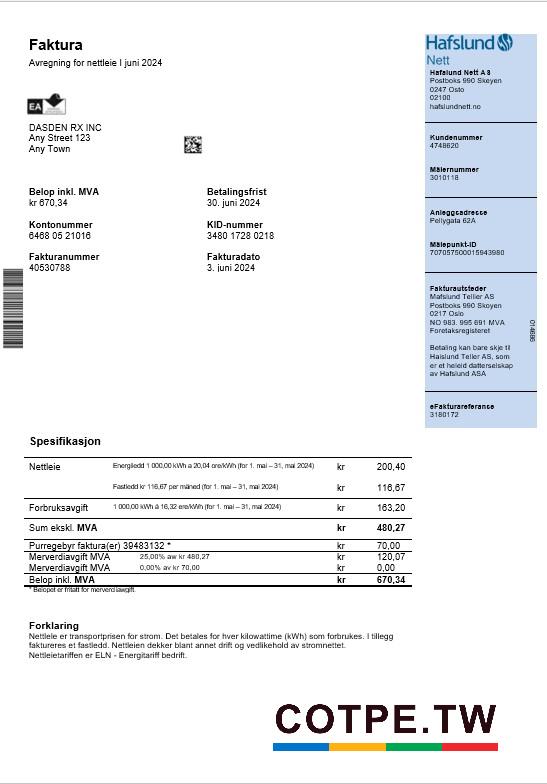 Faktura
Avregning for nettleie I juni 2024
EA
DASDEN RX INC
Any Street 123
Any Town
Belop inkl. MVA
kr 670,34
Betalingsfrist
30. juni 2024
Kontonummer
6468 05 21016
KID-nummer
3480 1728 0218
Fakturanummer
40530788
Fakturadato
3. juni 2024
Hafslund
Nett
Hafslund Nett AS
Postboks 990 Skeyen
0247 Osto
02100
hafslundnett.no
Kundenummer
4748620
Målernummer
3010118
Anleggsadresse
Pellygata 62A
Målepunkt-ID
707057500015943980
Fakturautsteder
Mafslund Teller AS
Postboks 990 Skeyen
0217 Oslo
NO 983. 995 691 MVA
Foretaksregisteret
Betaling kan bare skje til
Halslund Teller AS, som
er et heleid datterselskap
av Hafslund ASA
014686
eFakturareferanse
3180172
Spesifikasjon
Nettleie Energiledd 1 000,00 kWh a 20,04 ore/kWh (for 1. mai – 31, mai 2024) kr 200,40
Fastledd kr 116,67 per måned (for 1. mai – 31, mai 2024) kr 116,67
Forbruksavgift 1 000,00 kWh á 16,32 ere/kWh (for 1. mai – 31, mai 2024) kr 163,20
Sum ekskl. MVA kr 480,27
Purregebyr faktura(er) 39483132 * kr 70,00
Merverdiavgift MVA 25,00% aw kr 480,27 kr 120,07
Merverdiavgift MVA 0,00% av kr 70,00 kr 0,00
Belop inkl. MVA kr 670,34
* Belopet er fritatt for merverdiavgift.
Forklaring
Nettlele er transportprisen for strom. Det betales for hver kilowattime (kWh) som forbrukes. I tillegg
faktureres et fastledd. Nettleien dekker blant annet drift og vedlikehold av stromnettet.
Nettleietariffen er ELN - Energitariff bedrift.
COTPE.TW